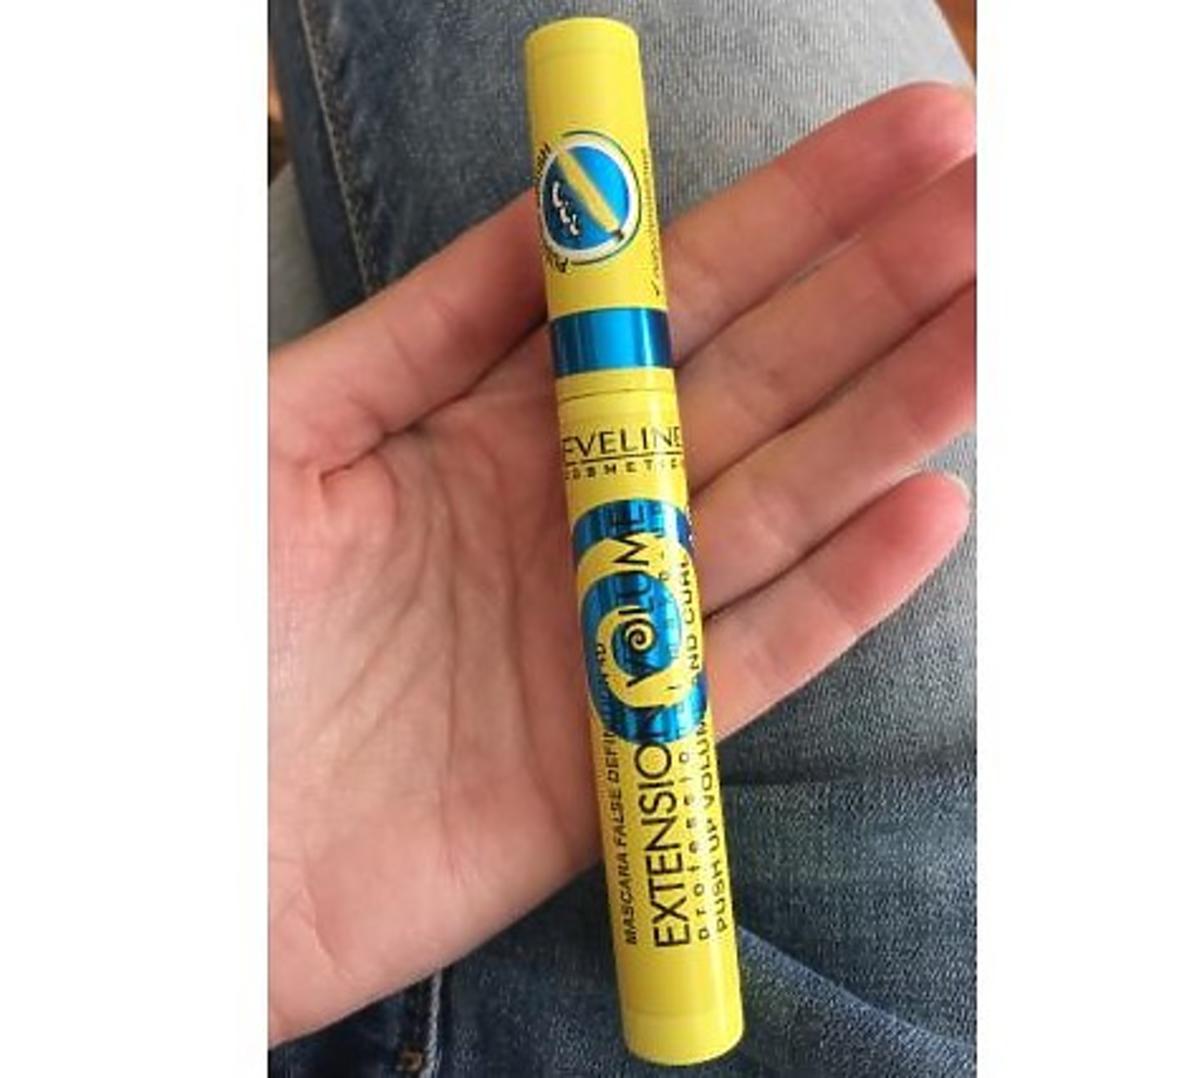 EVELINE
COSMETICS
MASCARA FALSE DEFINITION
EXTENSION VOLUME
professional
PUSH UP VOLUME AND CURL